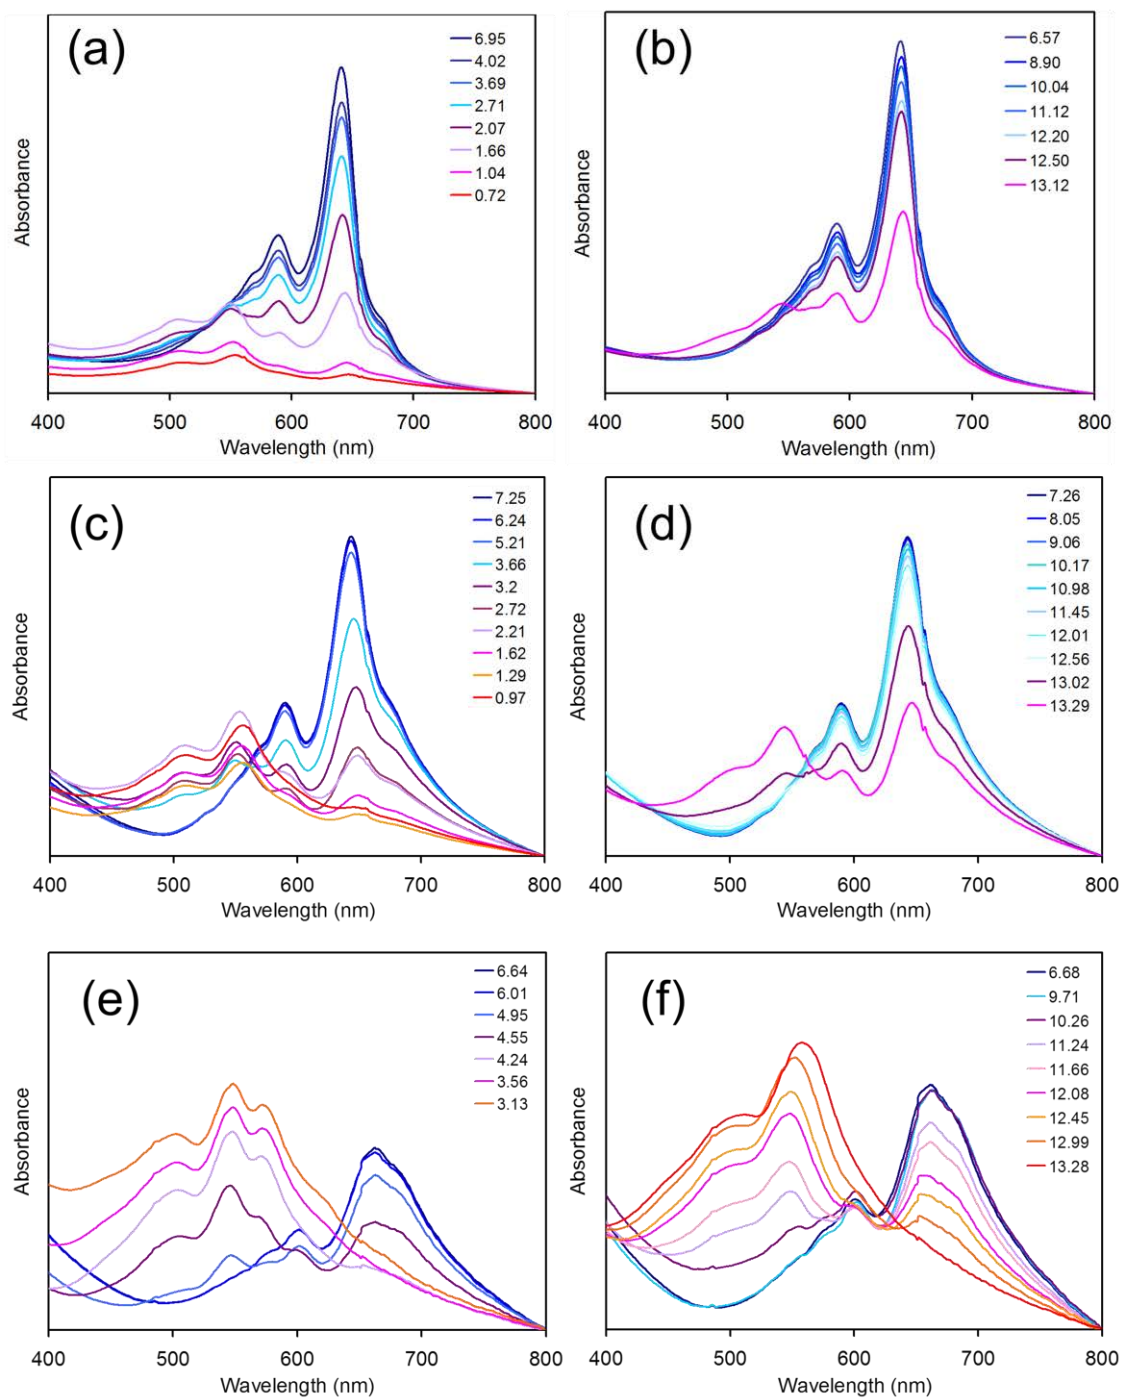 (a)
6.95
4.02
3.69
2.71
2.07
1.66
1.04
0.72
Absorbance
400 500 600 700 800
Wavelength (nm)
(b)
6.57
8.90
10.04
11.12
12.20
12.50
13.12
Absorbance
400 500 600 700 800
Wavelength (nm)
(c)
7.25
6.24
5.21
3.66
3.2
2.72
2.21
1.62
1.29
0.97
Absorbance
400 500 600 700 800
Wavelength (nm)
(d)
7.26
8.05
9.06
10.17
10.98
11.45
12.01
12.56
13.02
13.29
Absorbance
400 500 600 700 800
Wavelength (nm)
(e)
6.64
6.01
4.95
4.55
4.24
3.56
3.13
Absorbance
400 500 600 700 800
Wavelength (nm)
(f)
6.68
9.71
10.26
11.24
11.66
12.08
12.45
12.99
13.28
Absorbance
400 500 600 700 800
Wavelength (nm)